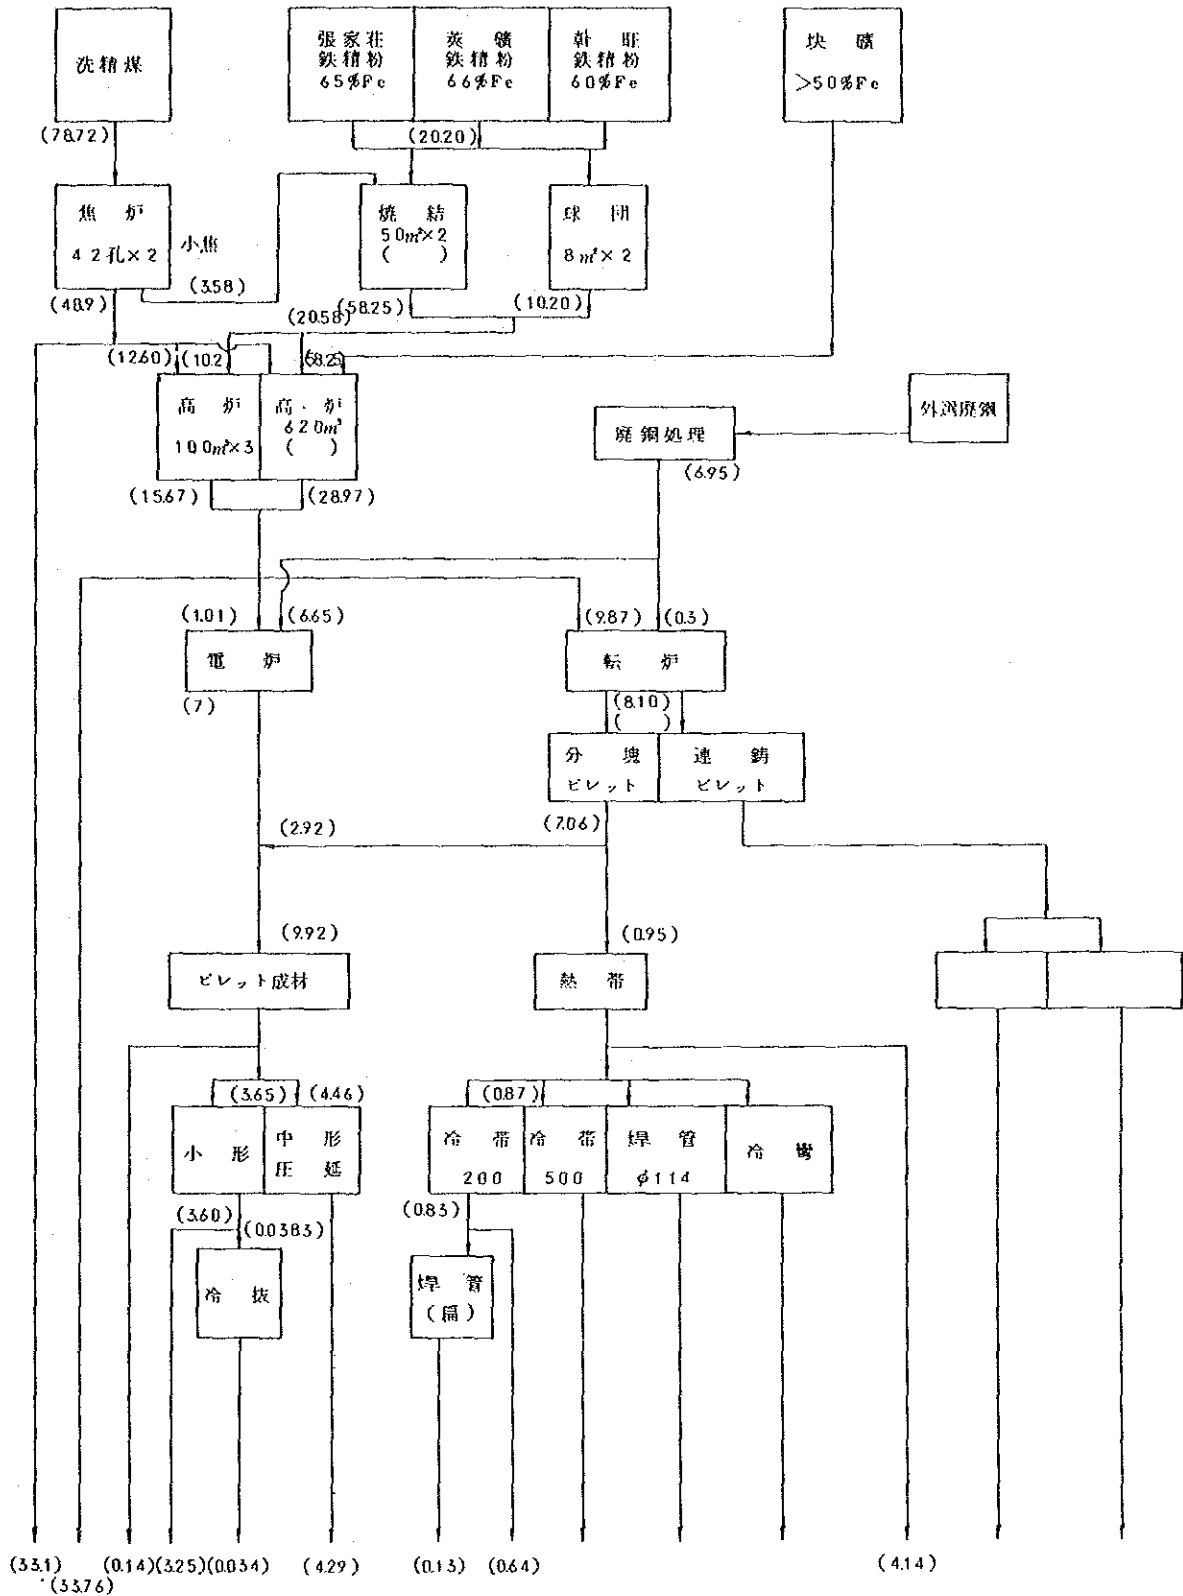 洗精煤
張家荘
鉄精粉
65%Fe
莢礦
鉄精粉
66%Fe
鉄精粉
60%Fe
块礦
>50%Fe
(78.72)
(20.20)
焦炉
42孔×2
小焦
(3.58)
焼結
50m²×2
( )
球団
8m²×2
(48.9)
(58.25)
(10.20)
(20.58)
(12.60)
(10.2)
(58.25)
高炉
100m³×3
高炉
620m³
( )
廃鋼処理
外選廃鋼
(6.95)
(15.67)
(28.97)
(1.01)
(6.65)
(9.87)
(0.3)
電炉
転炉
(7)
(8.10)
( )
分塊
ビレット
連鋳
ビレット
(2.92)
(7.06)
(9.92)
(0.95)
ビレット成材
熱帯
(3.65)
(4.46)
(0.87)
小形
中形
圧延
冷帯
200
冷帯
500
焊管
φ114
冷彎
(3.60)
(0.0383)
(0.83)
冷抜
焊管
(扁)
(33.1)
(33.76)
(0.14)
(3.25)
(0.034)
(4.29)
(0.13)
(0.64)
(4.14)